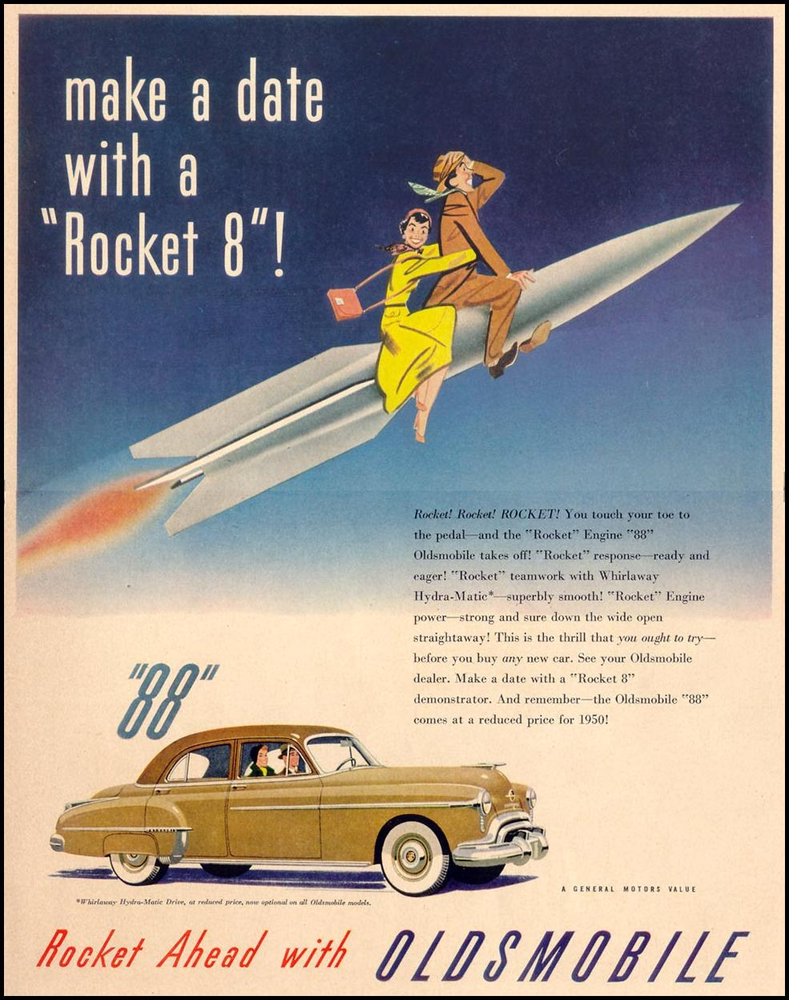 make a date
with a
"Rocket 8"!
Rocket! Rocket! ROCKET! You touch your toe to
the pedal—and the "Rocket" Engine "88"
Oldsmobile takes off! "Rocket" response—ready and
eager! "Rocket" teamwork with Whirlaway
Hydra-Matic*—superbly smooth! "Rocket" Engine
power—strong and sure down the wide open
straightaway! This is the thrill that you ought to try—
before you buy any new car. See your Oldsmobile
dealer. Make a date with a "Rocket 8"
demonstrator. And remember—the Oldsmobile "88"
comes at a reduced price for 1950!
"88"
A GENERAL MOTORS VALUE
*Whirlaway Hydra-Matic Drive, at reduced price, now optional on all Oldsmobile models.
Rocket Ahead with OLDSMOBILE